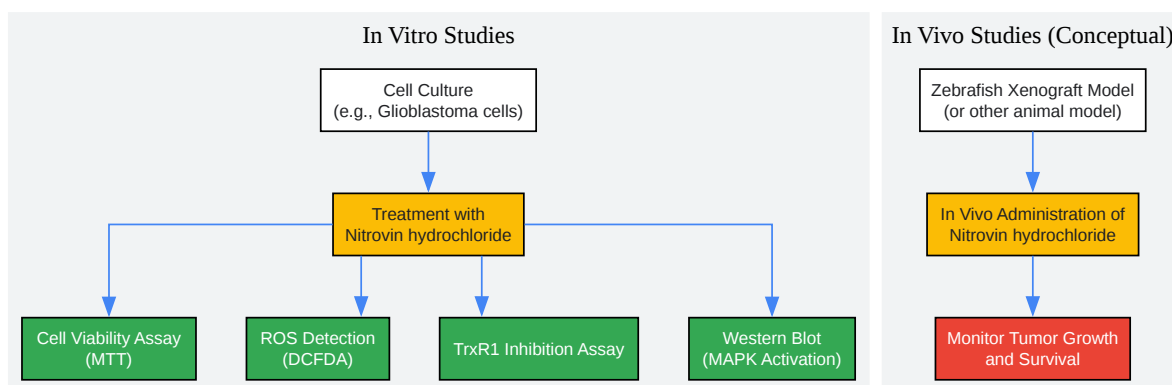 In Vitro Studies
Cell Culture
(e.g., Glioblastoma cells)
Treatment with
Nitrovin hydrochloride
Cell Viability Assay
(MTT)
ROS Detection
(DCFDA)
TrxR1 Inhibition Assay
Western Blot
(MAPK Activation)
In Vivo Studies (Conceptual)
Zebrafish Xenograft Model
(or other animal model)
In Vivo Administration of
Nitrovin hydrochloride
Monitor Tumor Growth
and Survival